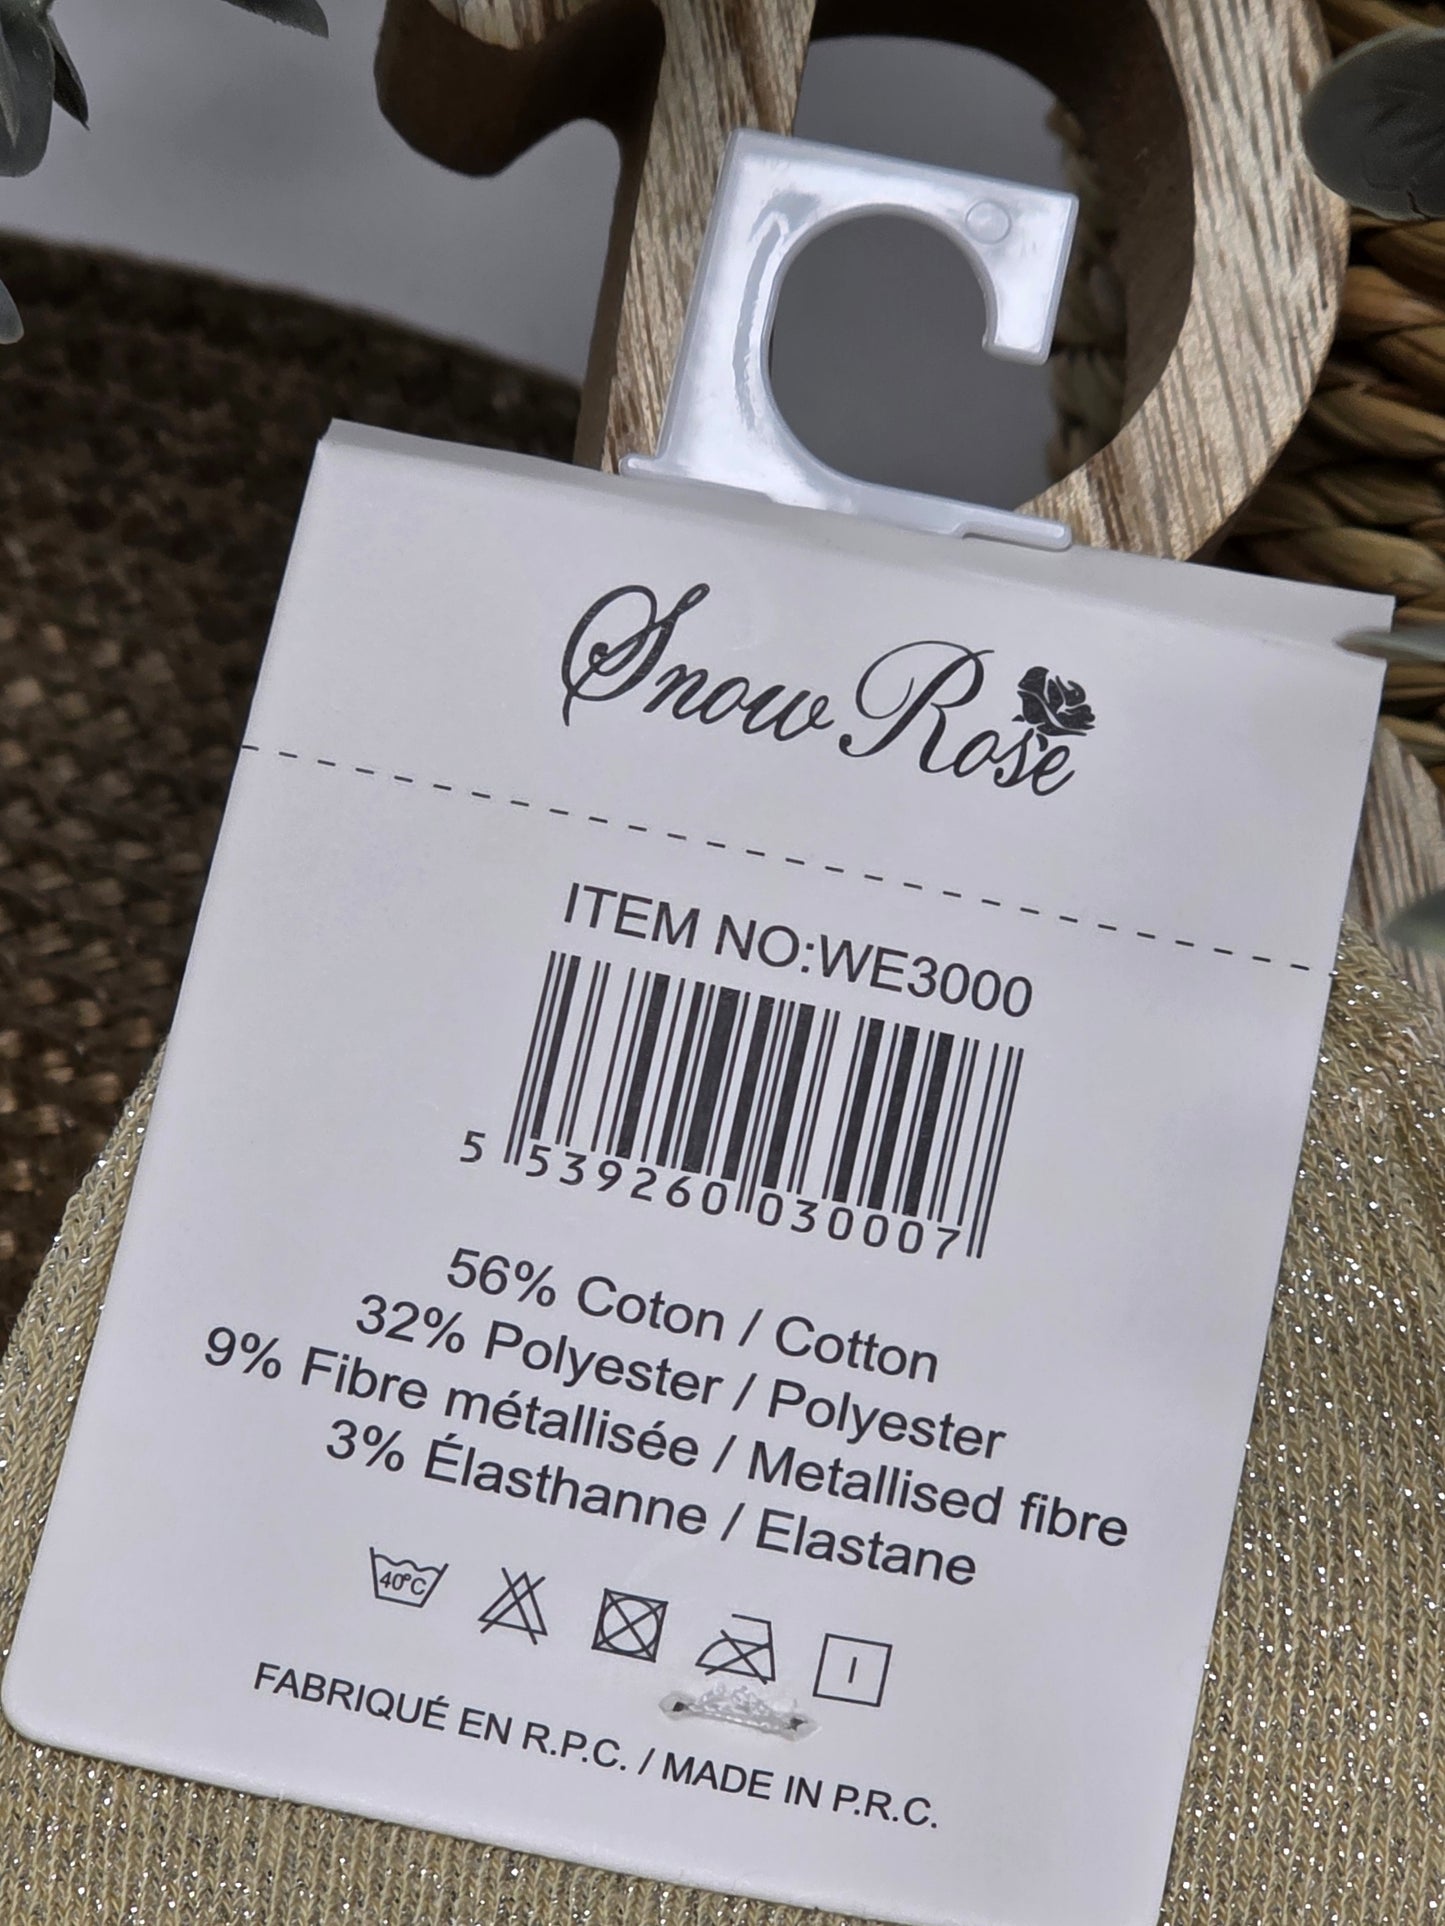 Snow Rose
ITEM NO:WE3000
5 539260 030007
56% Coton / Cotton
32% Polyester / Polyester
9% Fibre métallisée / Metallised fibre
3% Élasthanne / Elastane
40°C
FABRIQUÉ EN R.P.C. / MADE IN P.R.C.